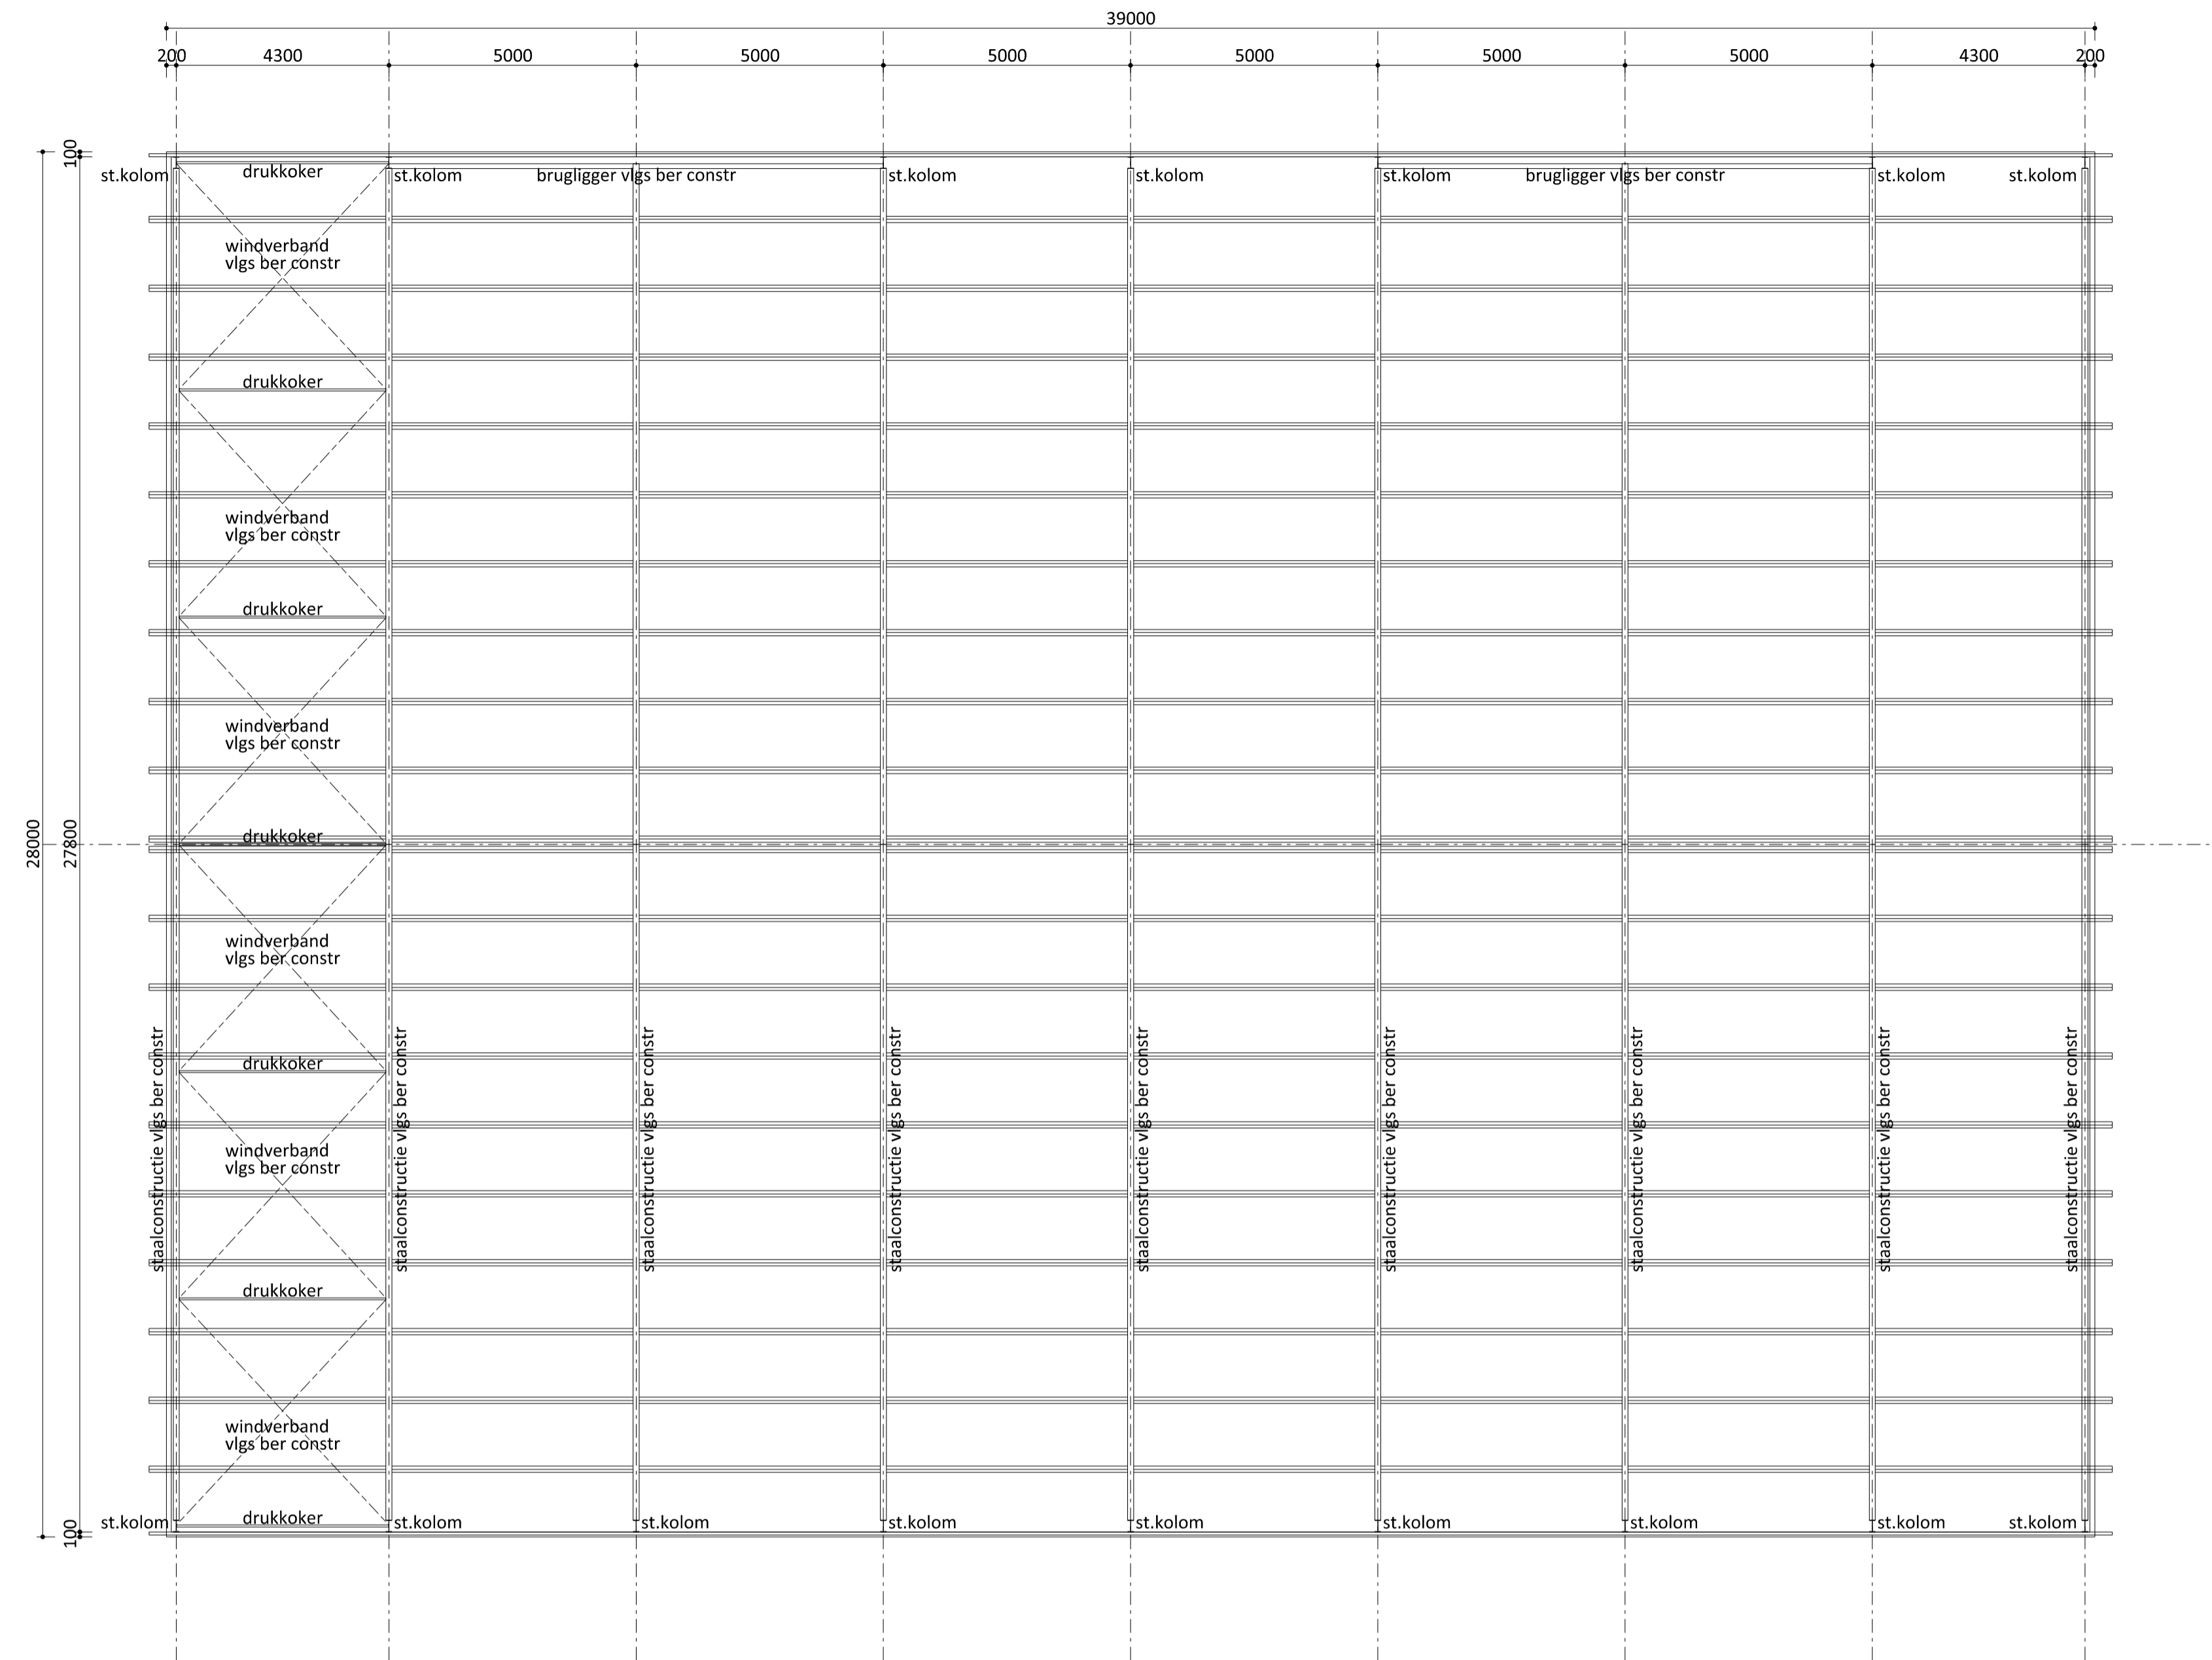 39000
200 4300 5000 5000 5000 5000 5000 5000 4300 200
100
drukkoker
st.kolom st.kolom brugligger vlgs ber constr st.kolom st.kolom st.kolom brugligger vlgs ber constr st.kolom st.kolom
windverband
vlgs ber constr
drukkoker
windverband
vlgs ber constr
drukkoker
windverband
vlgs ber constr
28000 27800
drukkoker
windverband
vlgs ber constr
drukkoker
staalconstructie vlgs ber constr
staalconstructie vlgs ber constr
staalconstructie vlgs ber constr
staalconstructie vlgs ber constr
staalconstructie vlgs ber constr
staalconstructie vlgs ber constr
staalconstructie vlgs ber constr
staalconstructie vlgs ber constr
staalconstructie vlgs ber constr
windverband
vlgs ber constr
drukkoker
windverband
vlgs ber constr
drukkoker
100
st.kolom st.kolom st.kolom st.kolom st.kolom st.kolom st.kolom st.kolom st.kolom